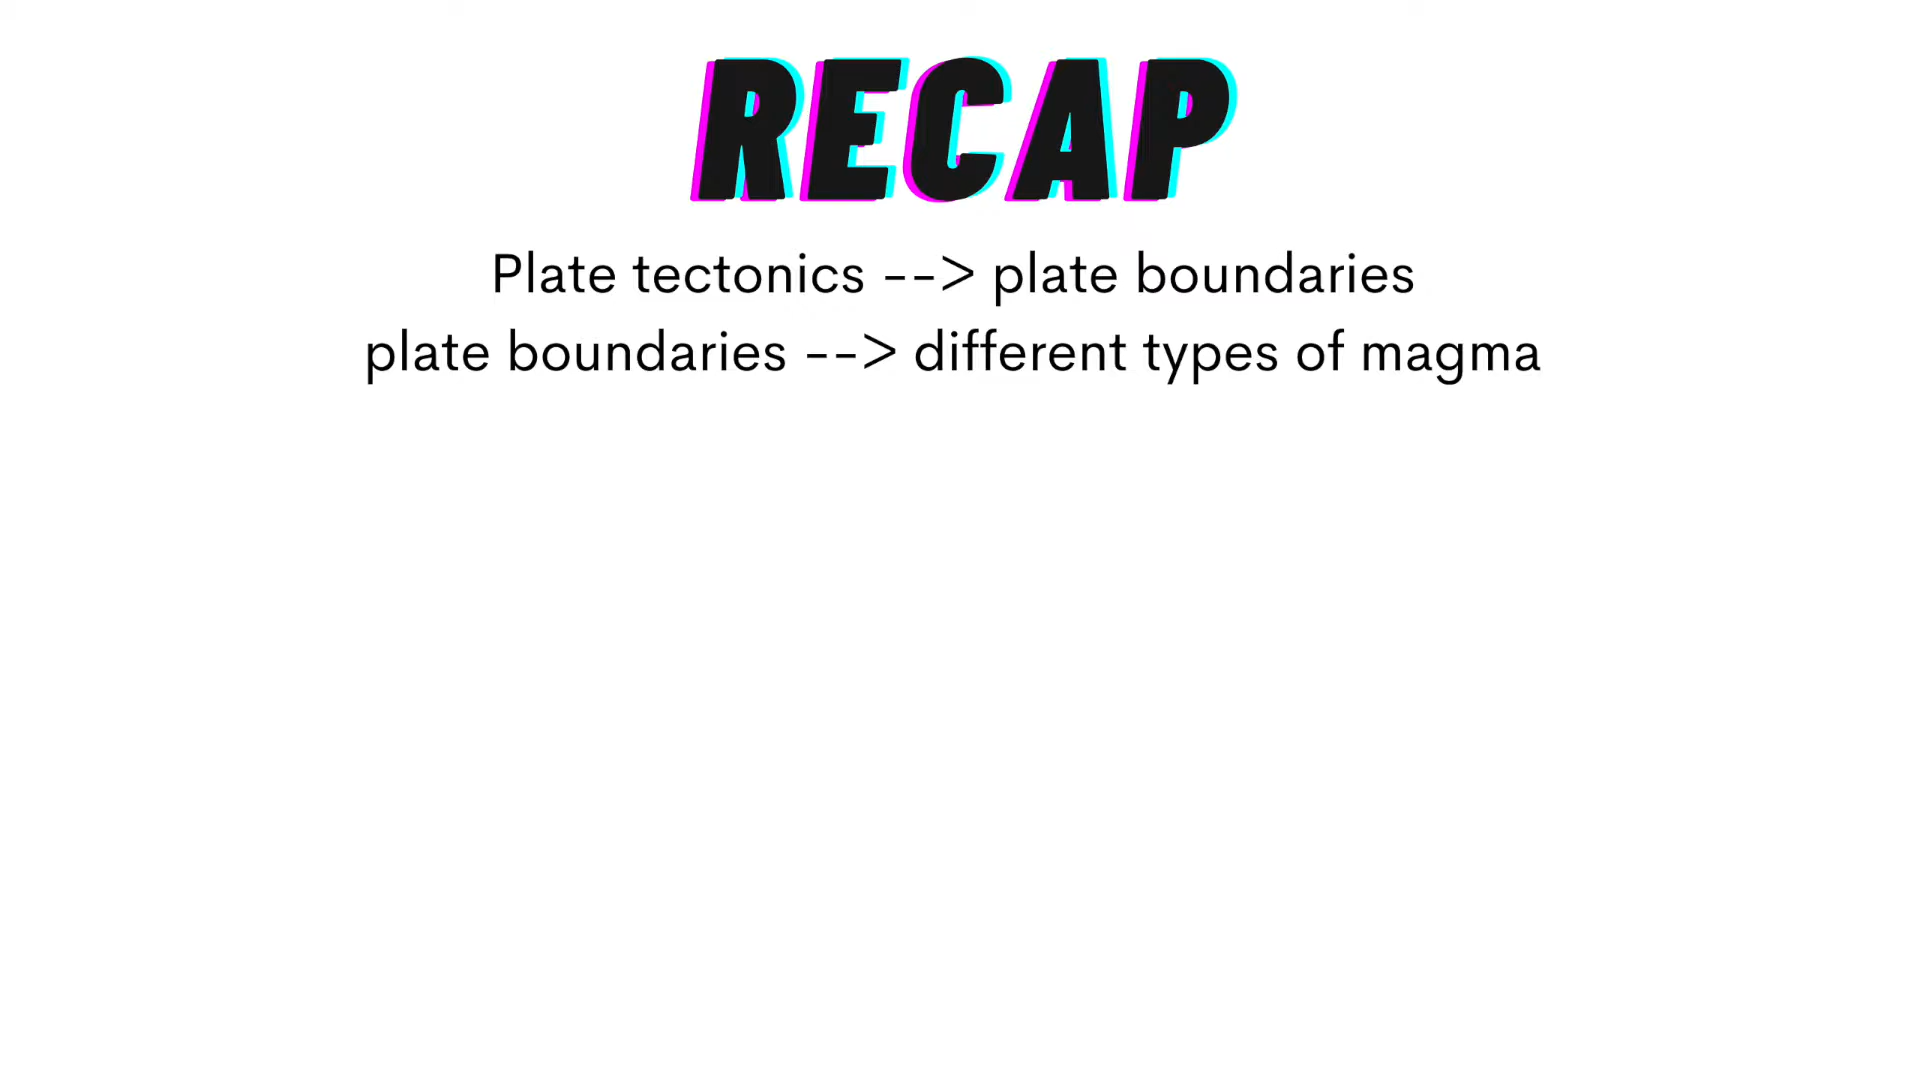 RECAP
Plate tectonics --> plate boundaries
plate boundaries --> different types of magma